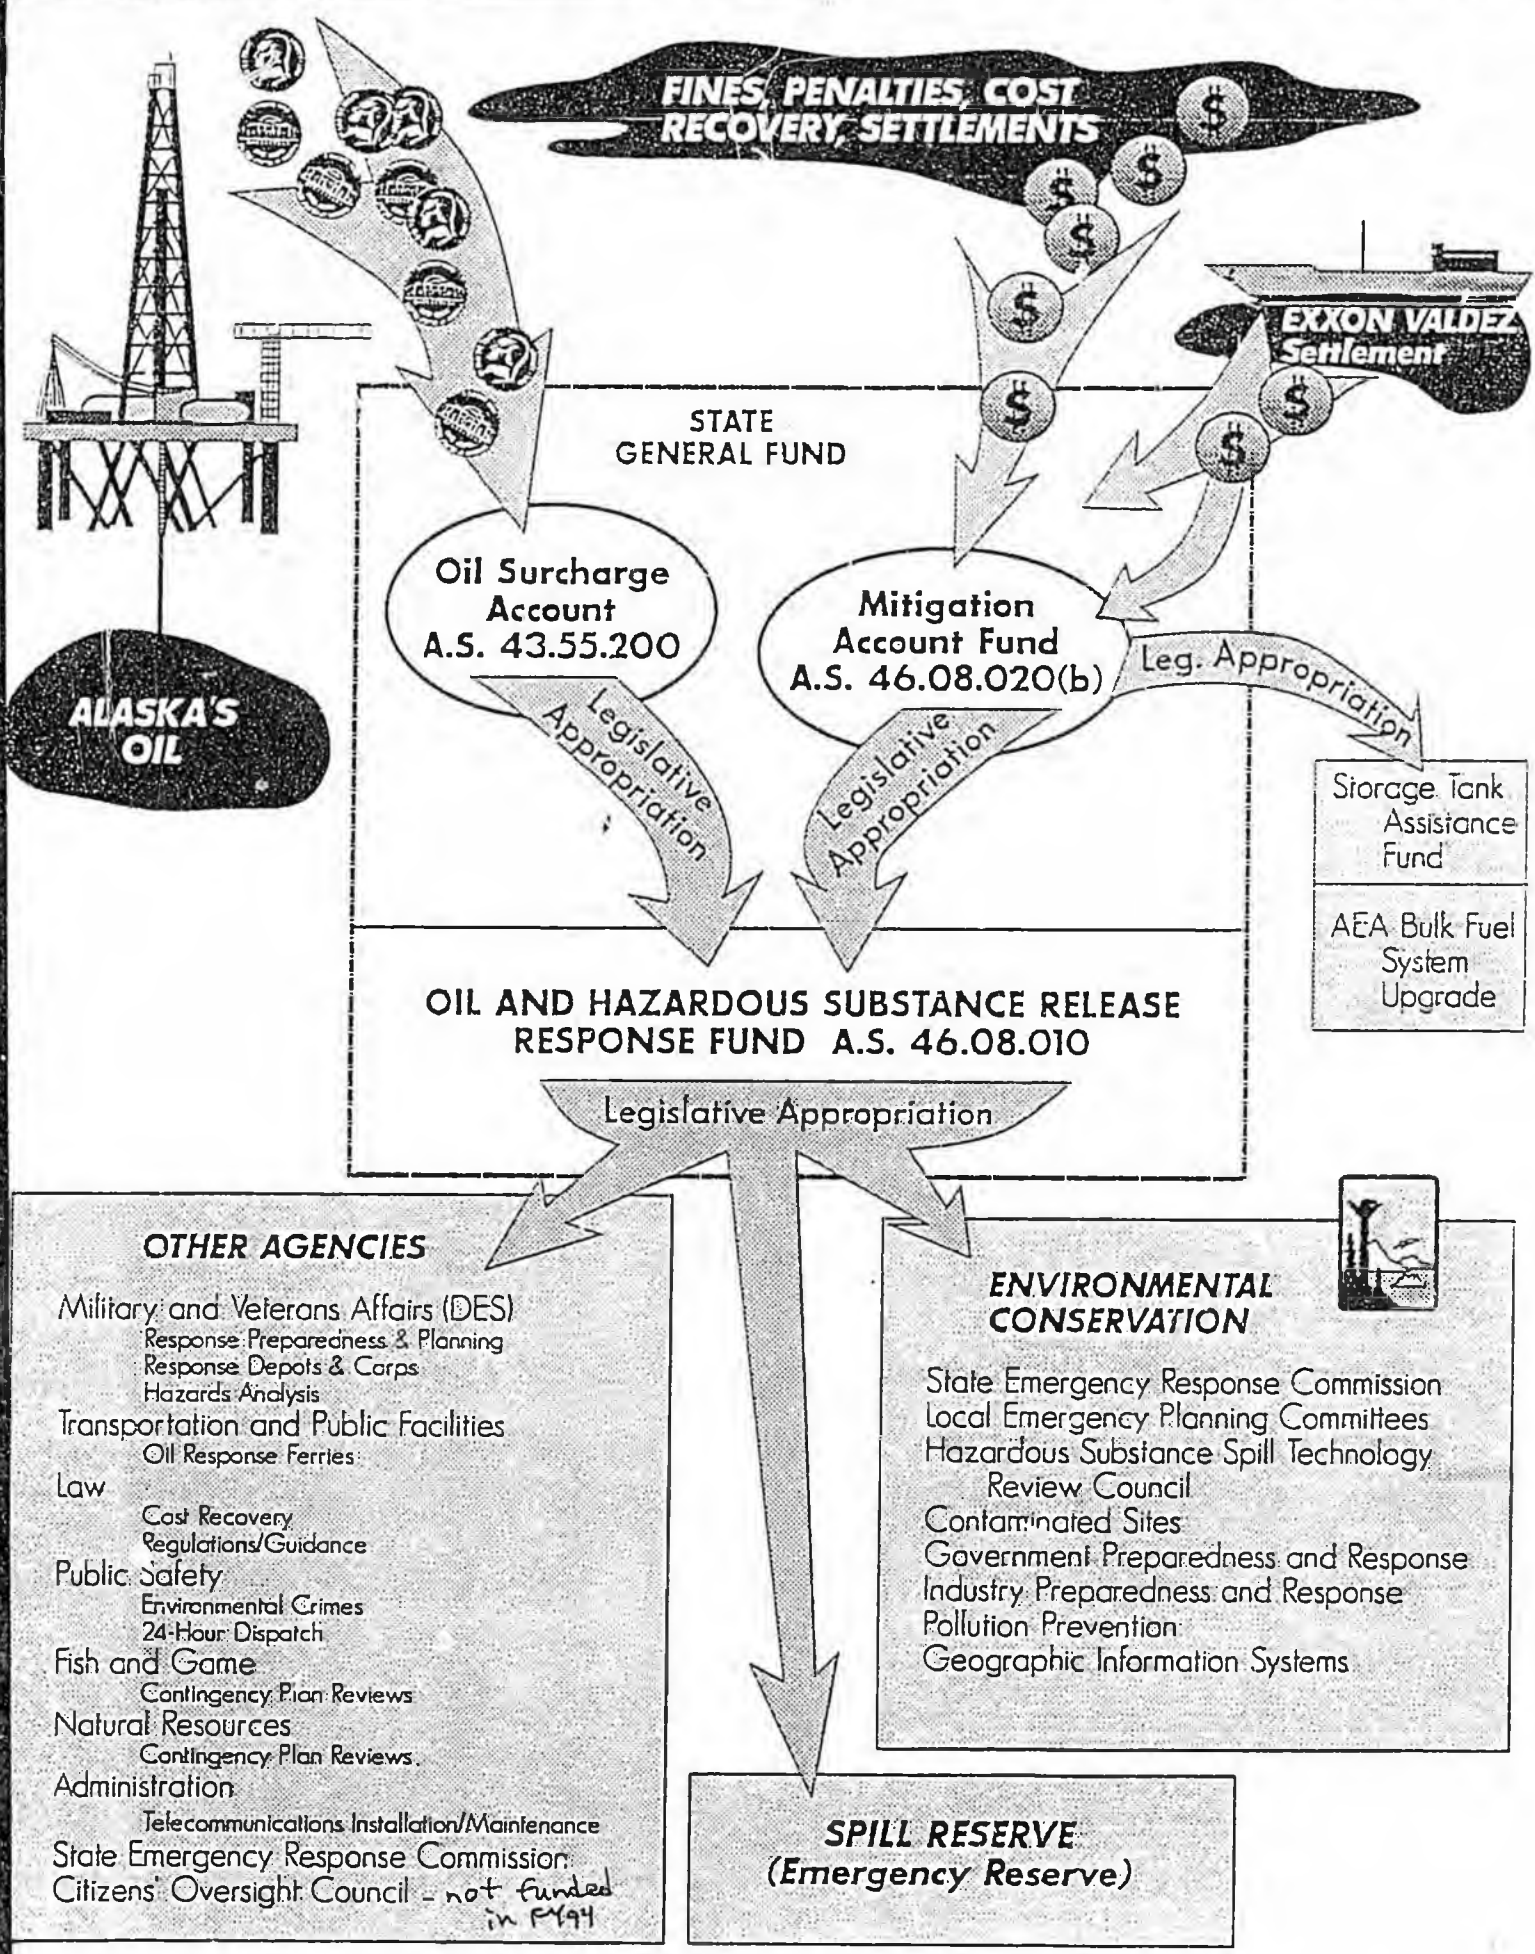 FINES, PENALTIES, COST
RECOVERY, SETTLEMENTS
$
$
$
$
$
$
EXXON VALDEZ
Settlement
$
$
STATE
GENERAL FUND
Oil Surcharge
Account
A.S. 43.55.200
Mitigation
Account Fund
A.S. 46.08.020(b)
Leg. Appropriation
ALASKA'S
OIL
Legislative
Appropriation
Legislative
Appropriation
Storage Tank
Assistance
Fund
AEA Bulk Fuel
System
Upgrade
OIL AND HAZARDOUS SUBSTANCE RELEASE
RESPONSE FUND A.S. 46.08.010
Legislative Appropriation
OTHER AGENCIES
Military and Veterans Affairs (DES)
Response Preparedness & Planning
Response Depots & Corps
Hazards Analysis
Transportation and Public Facilities
Oil Response Ferries
Law
Cost Recovery
Regulations/Guidance
Public Safety
Environmental Crimes
24-Hour Dispatch
Fish and Game
Contingency Plan Reviews
Natural Resources
Contingency Plan Reviews
Administration
Telecommunications Installation/Maintenance
State Emergency Response Commission
Citizens' Oversight Council - not funded
in FY94
ENVIRONMENTAL
CONSERVATION
State Emergency Response Commission
Local Emergency Planning Committees
Hazardous Substance Spill Technology
Review Council
Contaminated Sites
Government Preparedness and Response
Industry Preparedness and Response
Pollution Prevention
Geographic Information Systems
SPILL RESERVE
(Emergency Reserve)